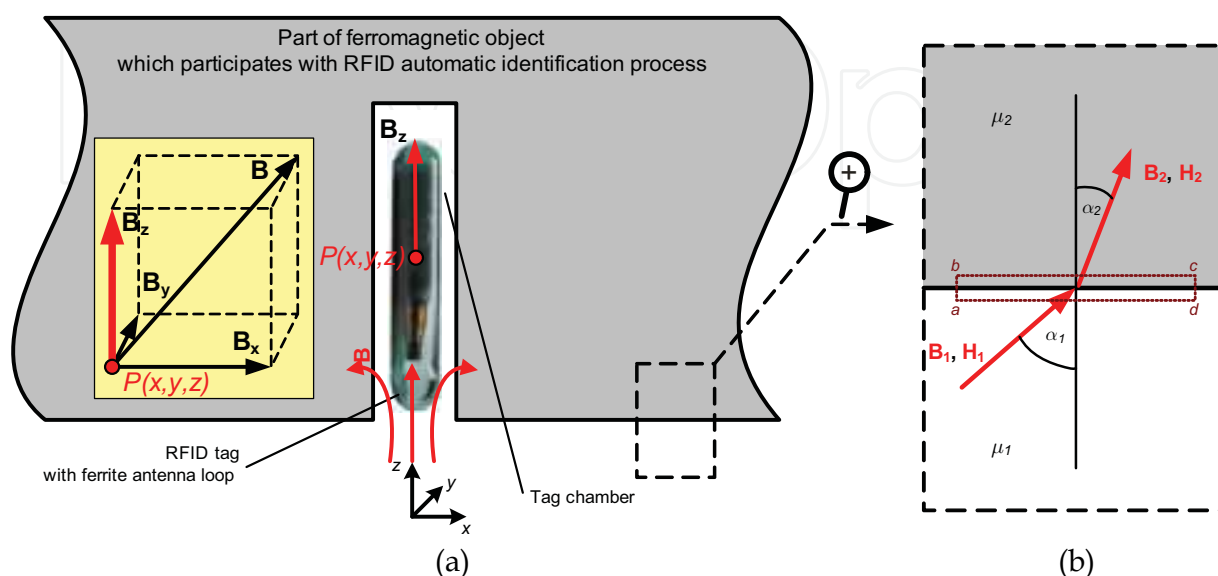 Part of ferromagnetic object
which participates with RFID automatic identification process
B
Bz
By
Bx
P(x,y,z)
Bz
P(x,y,z)
B
RFID tag
with ferrite antenna loop
z
y
x
Tag chamber
+
(a)
μ2
B2, H2
α2
b
c
a
d
α1
B1, H1
μ1
(b)